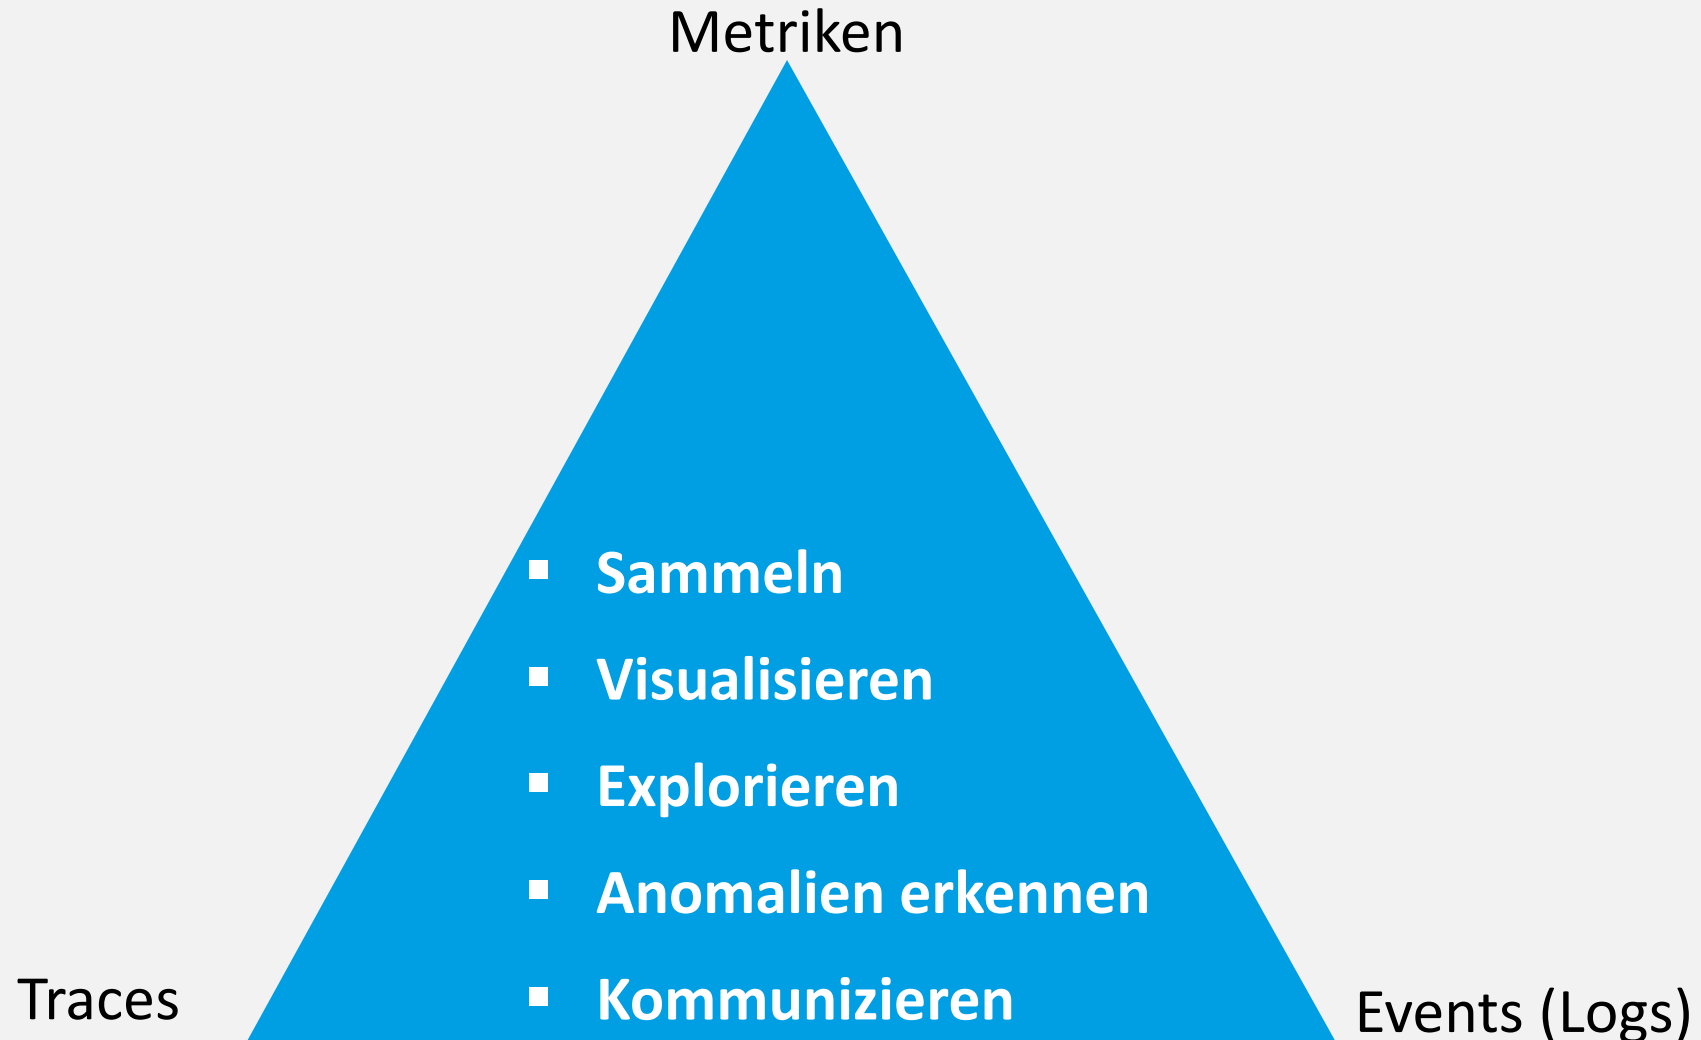 Metriken
▪ Sammeln
▪ Visualisieren
▪ Explorieren
▪ Anomalien erkennen
▪ Kommunizieren
Traces
Events (Logs)